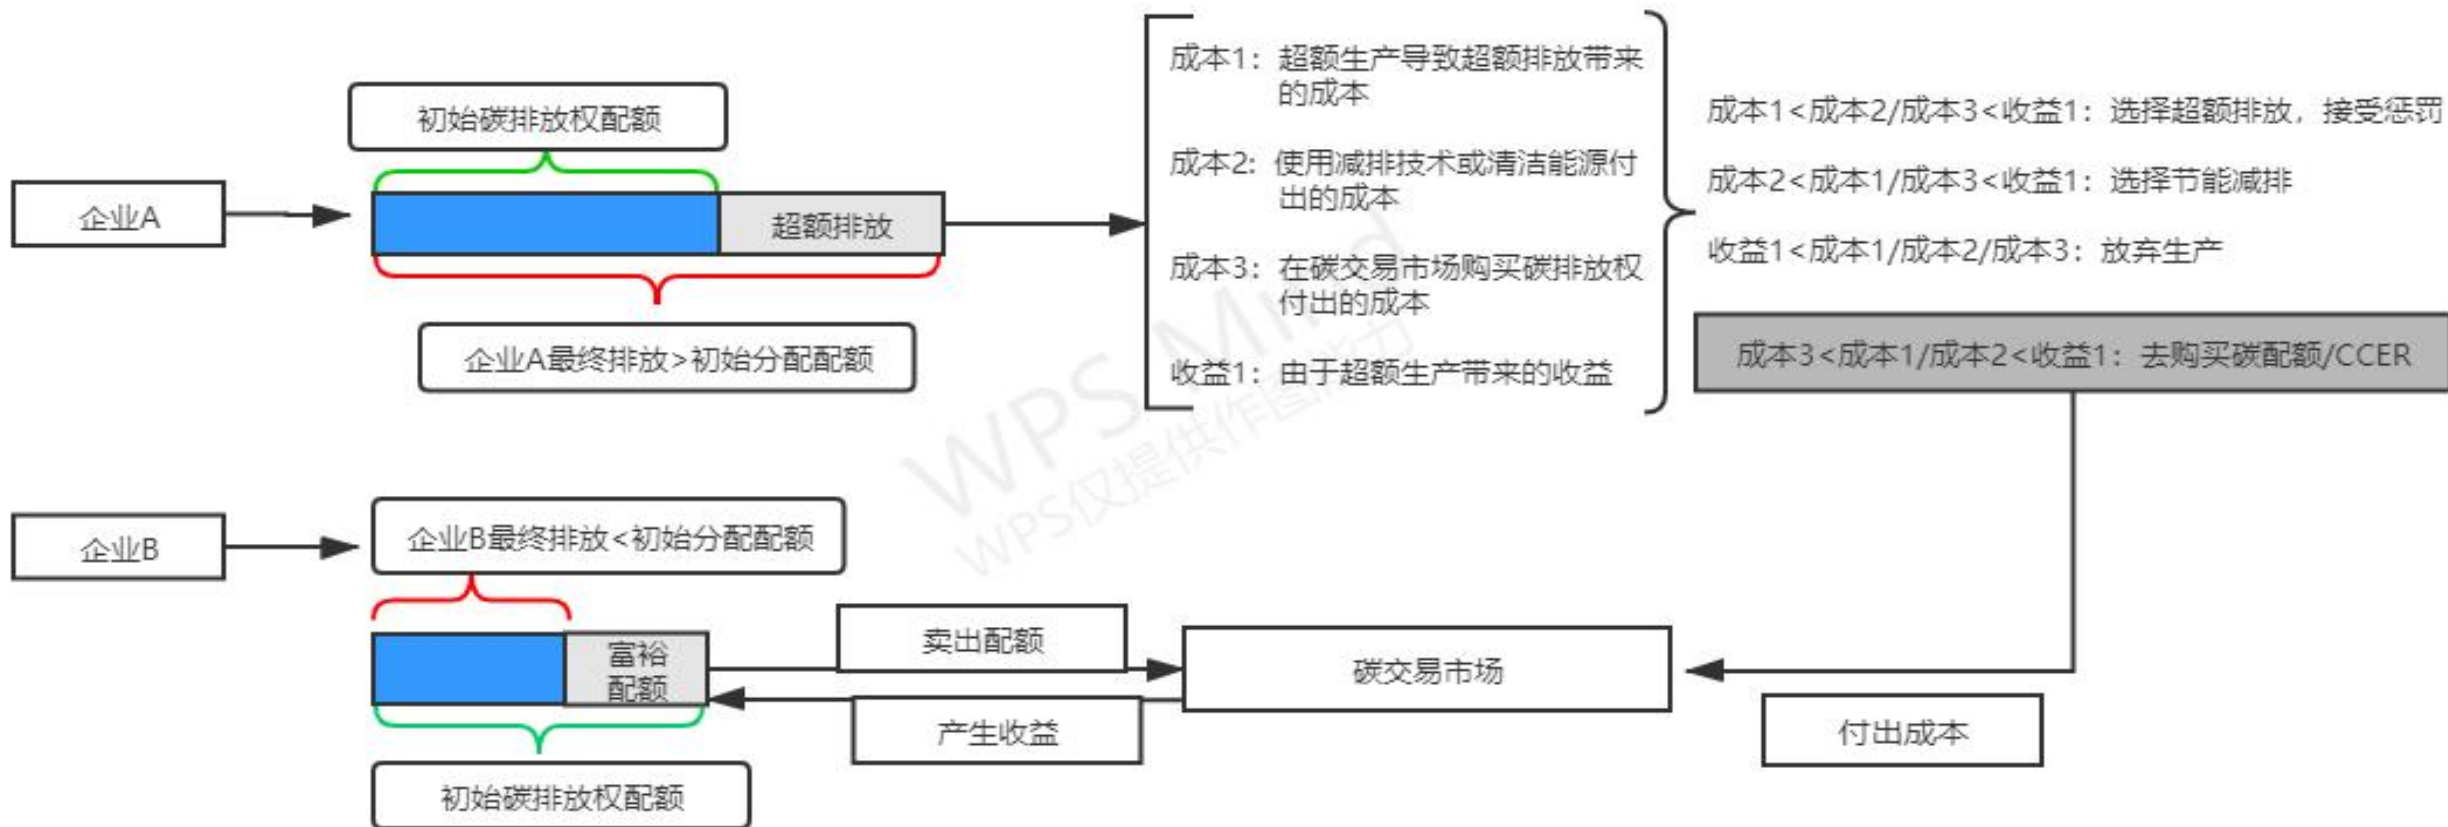 初始碳排放权配额
企业A
超额排放
企业A最终排放>初始分配配额
成本1：超额生产导致超额排放带来
的成本
成本2:  使用减排技术或清洁能源付
出的成本
成本3：在碳交易市场购买碳排放权
付出的成本
收益1：由于超额生产带来的收益
成本1<成本2/成本3<收益1：选择超额排放，接受惩罚
成本2<成本1/成本3<收益1：选择节能减排
收益1<成本1/成本2/成本3：放弃生产
成本3<成本1/成本2<收益1：去购买碳配额/CCER
企业B
企业B最终排放<初始分配配额
富裕
配额
初始碳排放权配额
卖出配额
产生收益
碳交易市场
付出成本
WPS Mind
WPS仅提供作图能力